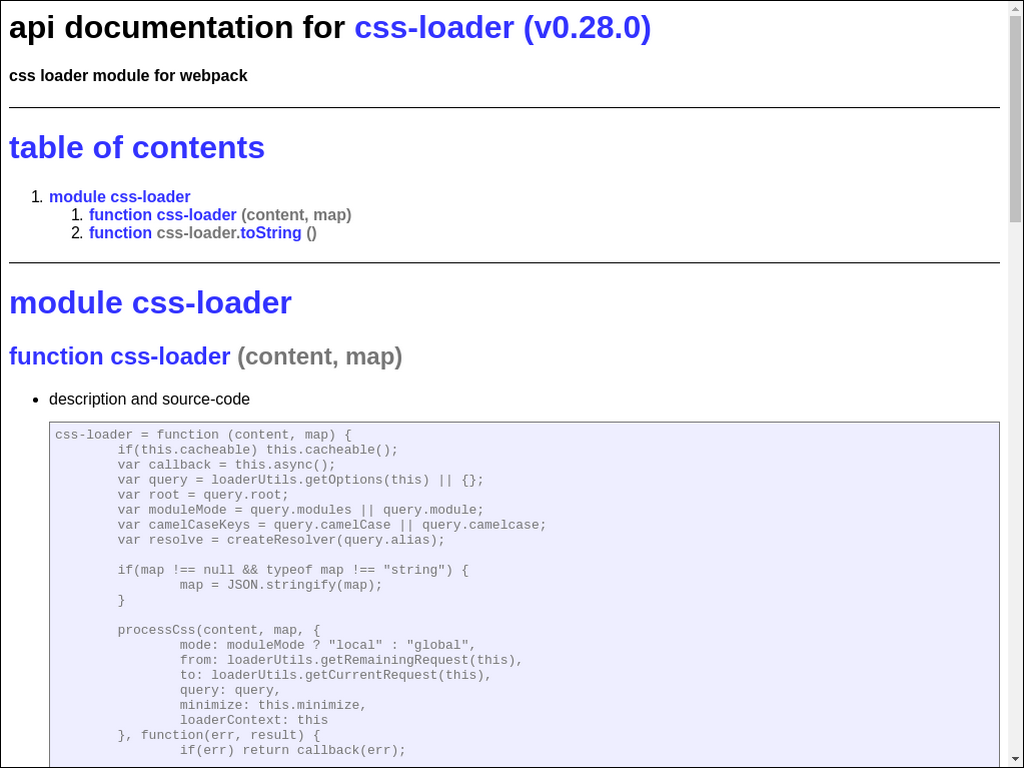 api documentation for css-loader (v0.28.0)
css loader module for webpack
table of contents
1. module css-loader
1. function css-loader (content, map)
2. function css-loader.toString ()
module css-loader
function css-loader (content, map)
• description and source-code
css-loader = function (content, map) {
        if(this.cacheable) this.cacheable();
        var callback = this.async();
        var query = loaderUtils.getOptions(this) || {};
        var root = query.root;
        var moduleMode = query.modules || query.module;
        var camelCaseKeys = query.camelCase || query.camelcase;
        var resolve = createResolver(query.alias);

        if(map !== null && typeof map !== "string") {
                map = JSON.stringify(map);
        }

        processCss(content, map, {
                mode: moduleMode ? "local" : "global",
                from: loaderUtils.getRemainingRequest(this),
                to: loaderUtils.getCurrentRequest(this),
                query: query,
                minimize: this.minimize,
                loaderContext: this
        }, function(err, result) {
                if(err) return callback(err);